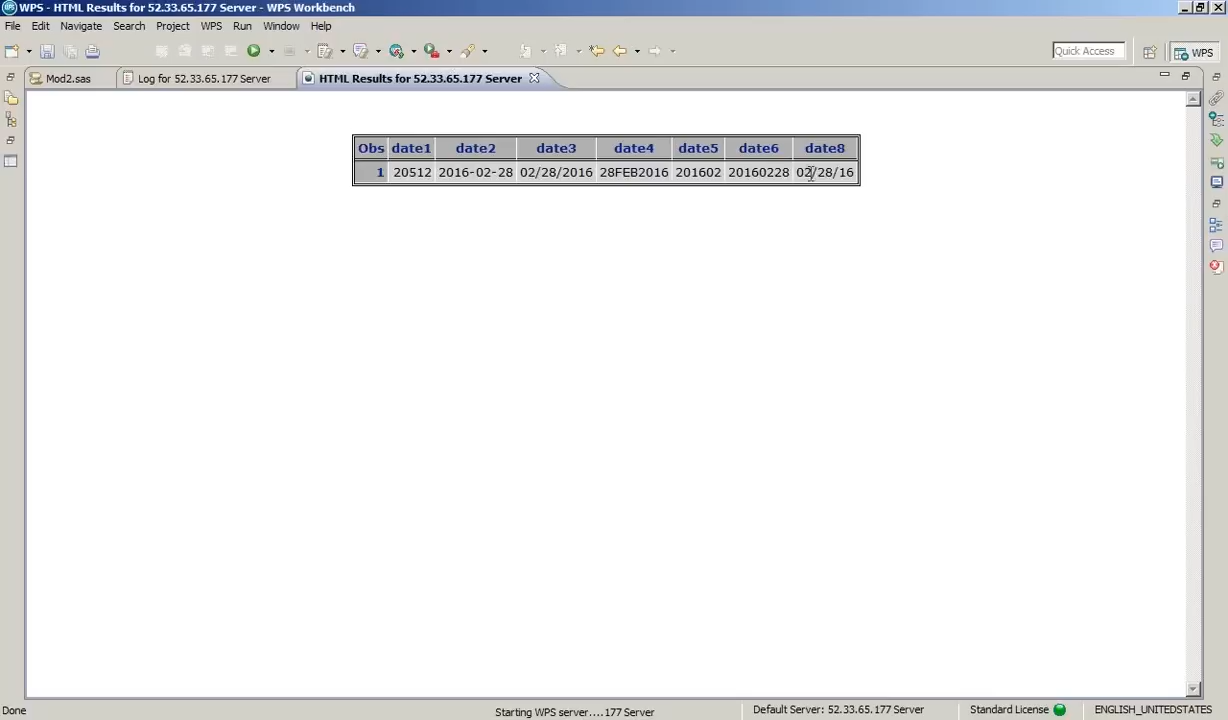 WPS - HTML Results for 52.33.65.177 Server - WPS Workbench
File Edit Navigate Search Project WPS Run Window Help
Quick Access WPS
Mod2.sas Log for 52.33.65.177 Server HTML Results for 52.33.65.177 Server
Obs date1 date2 date3 date4 date5 date6 date8
1 20512 2016-02-28 02/28/2016 28FEB2016 201602 20160228 02/28/16
Done Starting WPS server....177 Server Default Server: 52.33.65.177 Server Standard License ENGLISH_UNITEDSTATES